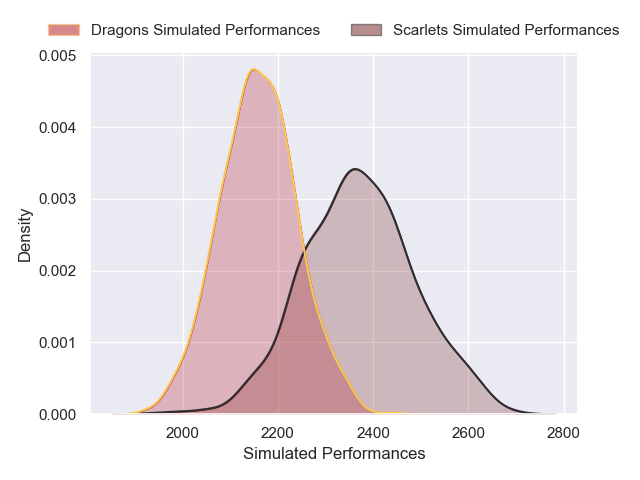 Dragons Simulated Performances Scarlets Simulated Performances
0.005
0.004
0.003
0.002
0.001
0.000
Density
2000 2200 2400 2600 2800
Simulated Performances